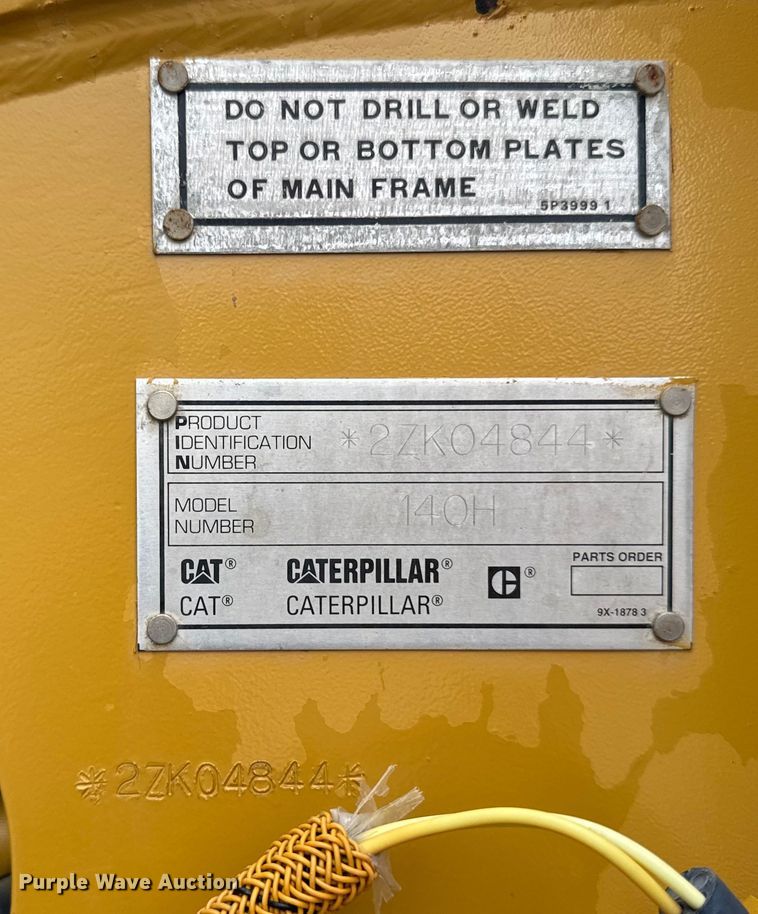 DO NOT DRILL OR WELD
TOP OR BOTTOM PLATES
OF MAIN FRAME
5P3999 1
PRODUCT
IDENTIFICATION
NUMBER
*2ZK04844*
MODEL
NUMBER
140H
CAT® CATERPILLAR® C®
CAT® CATERPILLAR®
PARTS ORDER
9X-1878 3
*2ZK04844*
Purple Wave Auction